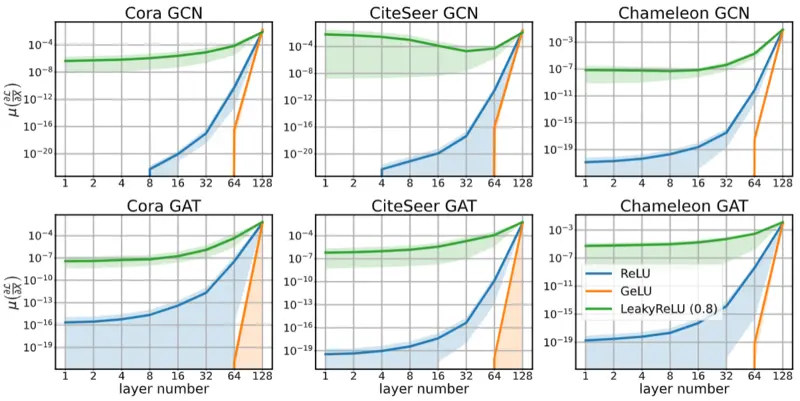 Cora GCN
CiteSeer GCN
Chameleon GCN
μ(∂ℒ/∂X)
10⁻⁴
10⁻⁸
10⁻¹²
10⁻¹⁶
10⁻²⁰
1 2 4 8 16 32 64 128
10⁻⁴
10⁻⁸
10⁻¹²
10⁻¹⁶
10⁻²⁰
1 2 4 8 16 32 64 128
10⁻³
10⁻⁷
10⁻¹¹
10⁻¹⁵
10⁻¹⁹
1 2 4 8 16 32 64 128
Cora GAT
CiteSeer GAT
Chameleon GAT
μ(∂ℒ/∂X)
10⁻⁴
10⁻⁷
10⁻¹⁰
10⁻¹³
10⁻¹⁶
10⁻¹⁹
1 2 4 8 16 32 64 128
layer number
10⁻⁴
10⁻⁷
10⁻¹⁰
10⁻¹³
10⁻¹⁶
10⁻¹⁹
1 2 4 8 16 32 64 128
layer number
10⁻³
10⁻⁷
10⁻¹¹
10⁻¹⁵
10⁻¹⁹
ReLU
GeLU
LeakyReLU (0.8)
1 2 4 8 16 32 64 128
layer number